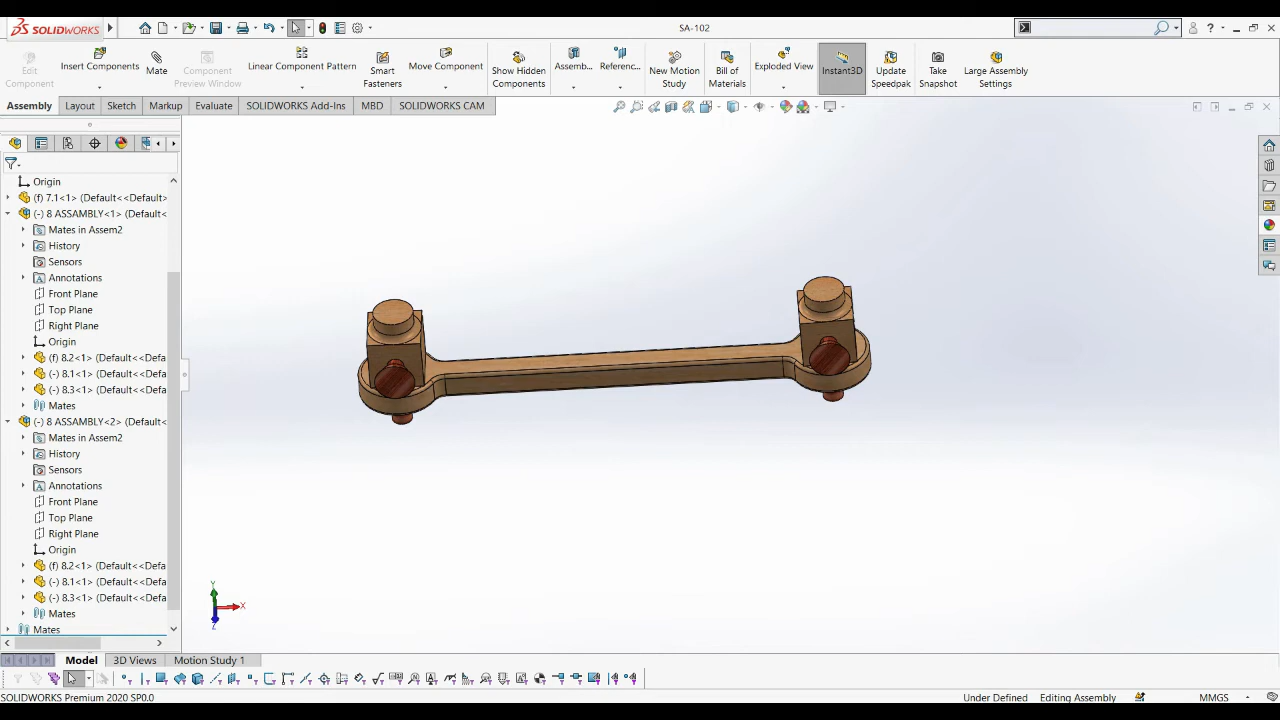 SOLIDWORKS
SA-102
Edit Component
Insert Components
Mate
Component Preview Window
Linear Component Pattern
Smart Fasteners
Move Component
Show Hidden Components
Assemb...
Referenc...
New Motion Study
Bill of Materials
Exploded View
Instant3D
Update Speedpak
Take Snapshot
Large Assembly Settings
Assembly
Layout
Sketch
Markup
Evaluate
SOLIDWORKS Add-Ins
MBD
SOLIDWORKS CAM
Origin
(f) 7.1<1> (Default<<Default>
(-) 8 ASSEMBLY<1> (Default<
Mates in Assem2
History
Sensors
Annotations
Front Plane
Top Plane
Right Plane
Origin
(f) 8.2<1> (Default<<Defa
(-) 8.1<1> (Default<<Defa
(-) 8.3<1> (Default<<Defa
Mates
(-) 8 ASSEMBLY<2> (Default<
Mates in Assem2
History
Sensors
Annotations
Front Plane
Top Plane
Right Plane
Origin
(f) 8.2<1> (Default<<Defa
(-) 8.1<1> (Default<<Defa
(-) 8.3<1> (Default<<Defa
Mates
Mates
Y
X
Z
Model
3D Views
Motion Study 1
SOLIDWORKS Premium 2020 SP0.0
Under Defined
Editing Assembly
MMGS